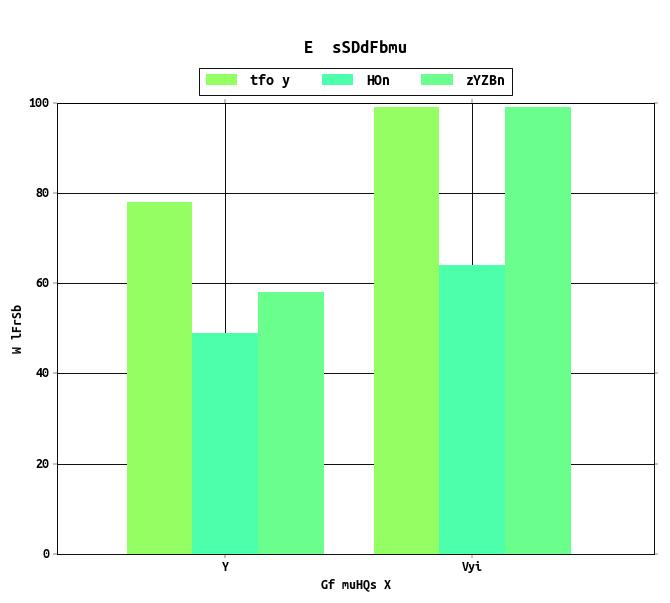 E  sSDdFbmu
tfo y HOn zYZBn
100
80
60
40
20
0
W lFrSb
Y Vyi
Gf muHQs X